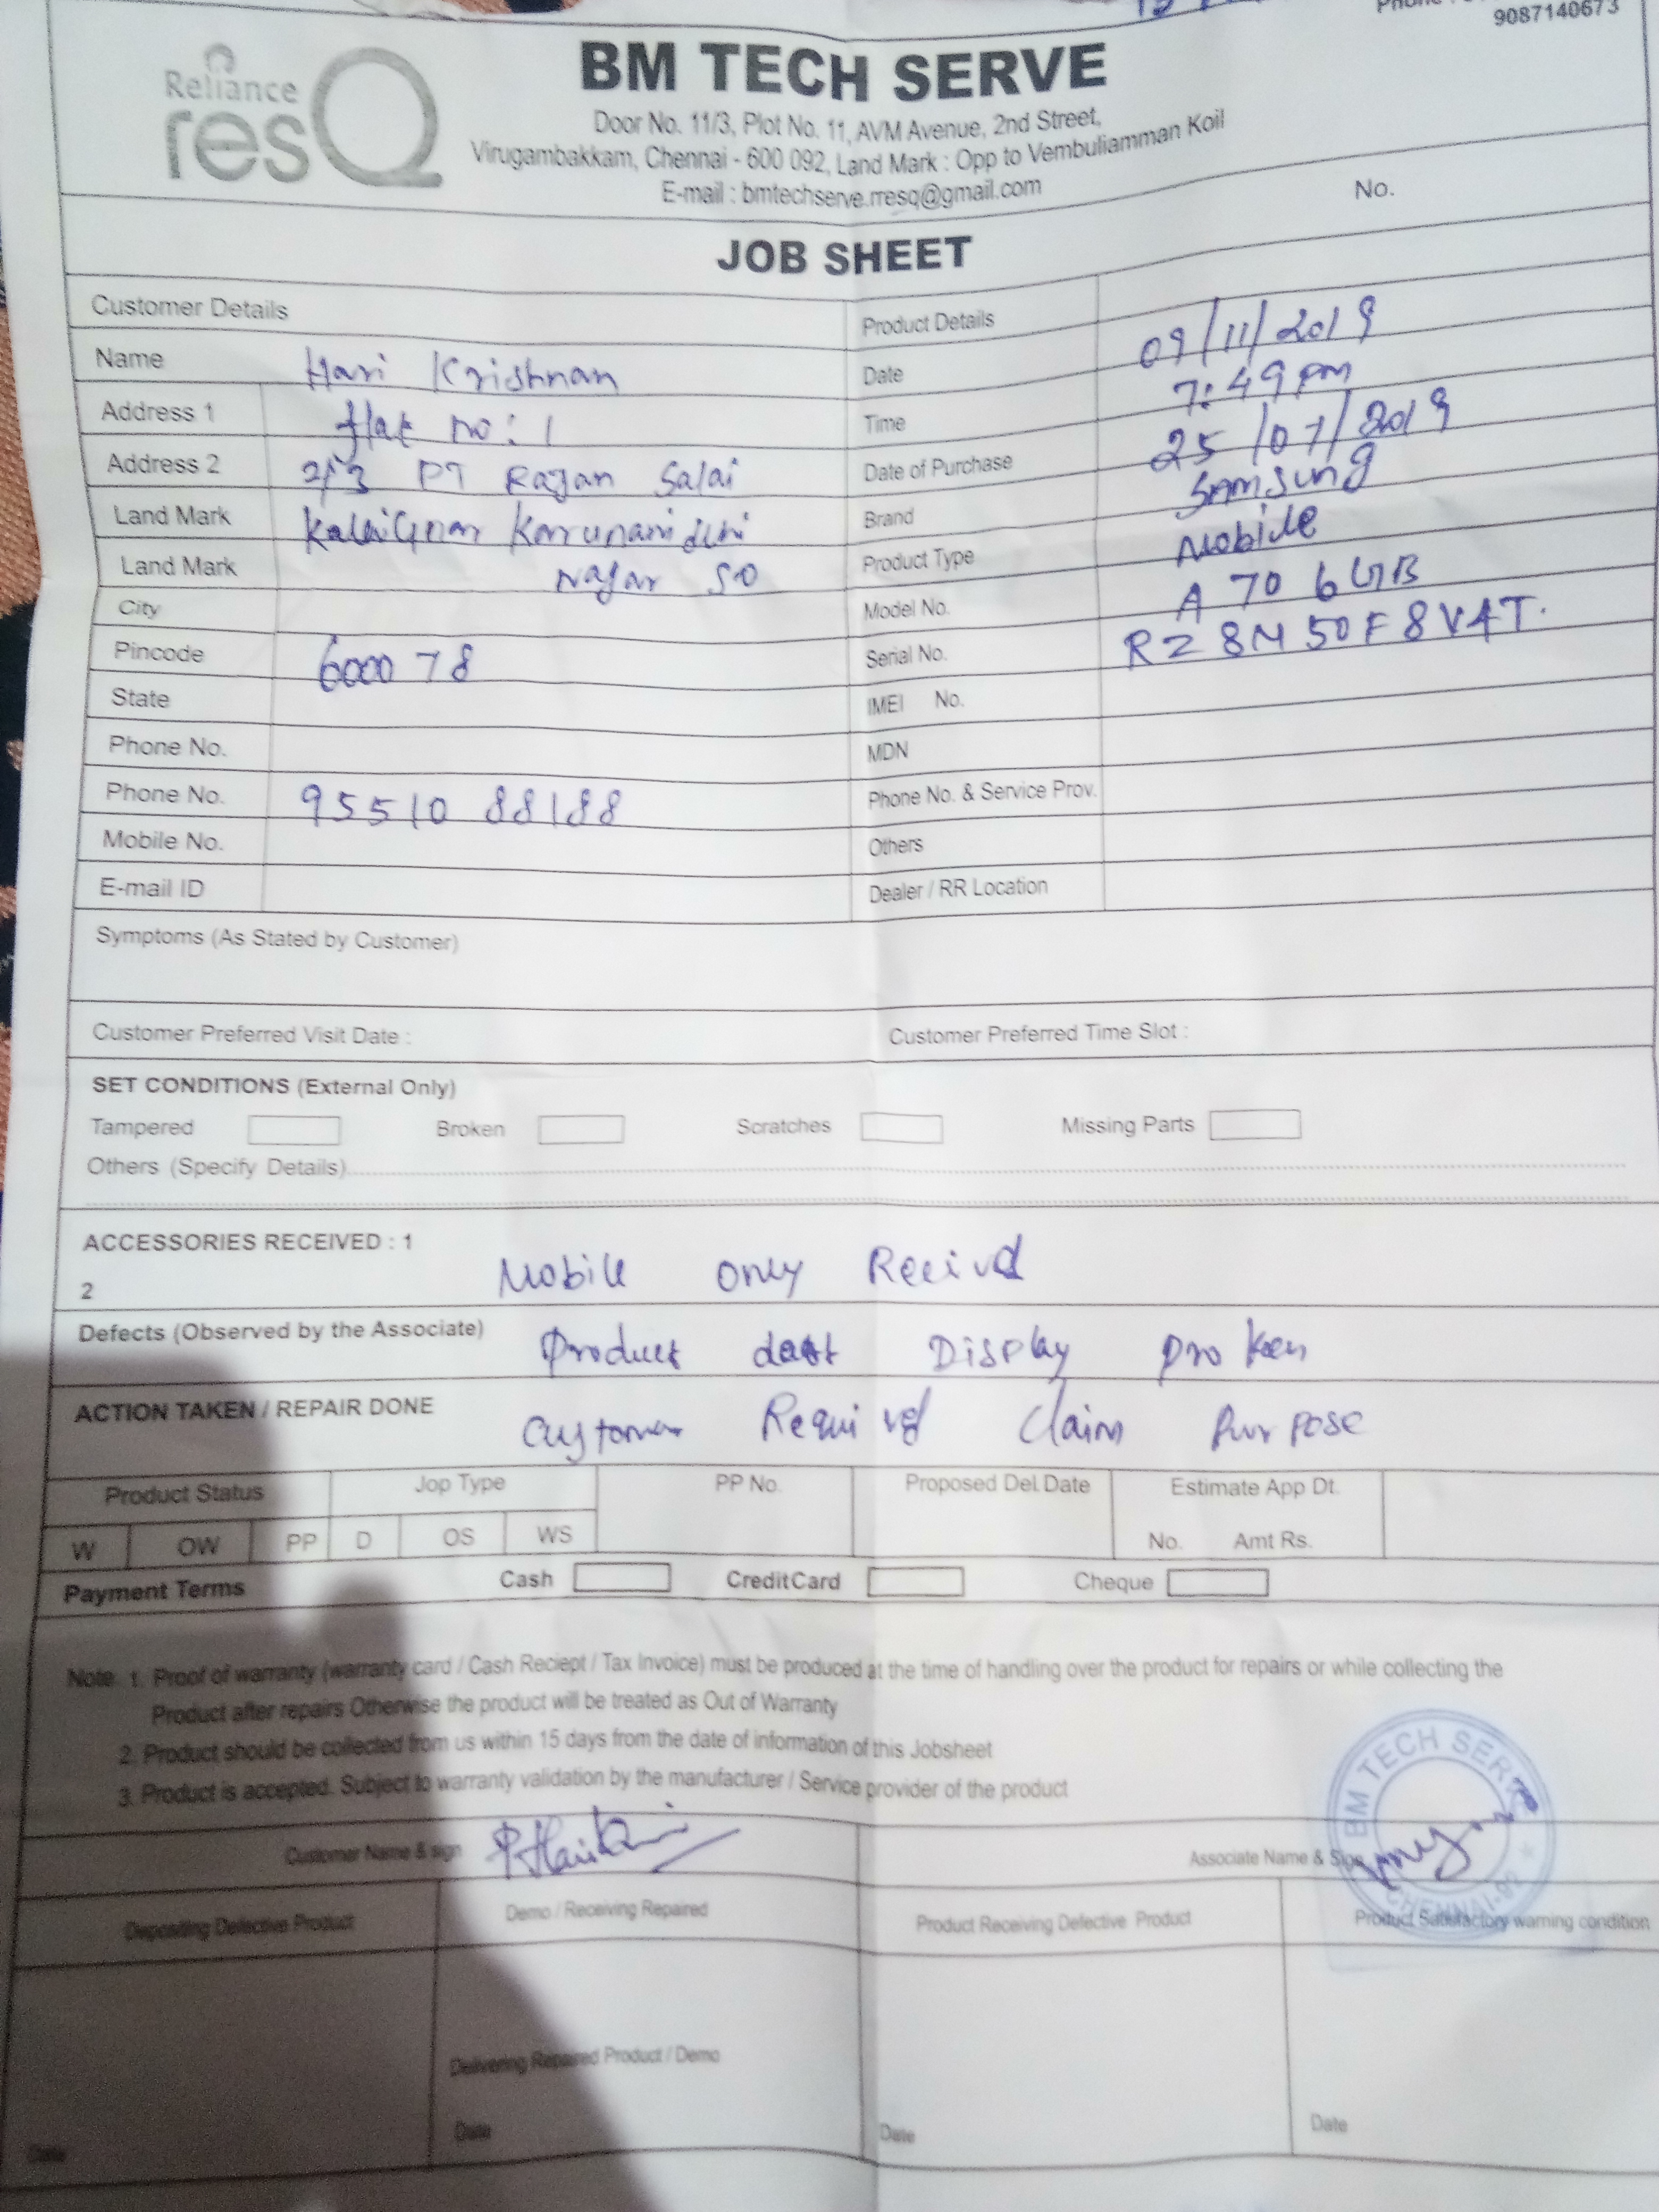 9087140673
Reliance
resQ
BM TECH SERVE
Door No. 11/3, Plot No. 11, AVM Avenue, 2nd Street,
Virugambakkam, Chennai - 600 092, Land Mark : Opp to Vembuliamman Koil
E-mail : bmtechserve.rresq@gmail.com
No.
JOB SHEET
Customer Details
Product Details
Name Hari Krishnan
Date 09/11/2019
Address 1 flat no: 1
Time 7:49 pm
Address 2 2/3 PT Rajan Salai
Date of Purchase 25/07/2019
Land Mark Karunanidhi
Brand Samsung
Land Mark Nagar SO
Product Type Mobile
City
Model No. A 70 6GB
Pincode 600078
Serial No. RZ8M50F8V4T.
State
IMEI No.
Phone No.
MDN
Phone No. 95510 88188
Phone No. & Service Prov.
Mobile No.
Others
E-mail ID
Dealer / RR Location
Symptoms (As Stated by Customer)
Customer Preferred Visit Date :
Customer Preferred Time Slot :
SET CONDITIONS (External Only)
Tampered Broken Scratches Missing Parts
Others (Specify Details)
ACCESSORIES RECEIVED : 1
2 Mobile only Recived
Defects (Observed by the Associate) Product Display broken
ACTION TAKEN / REPAIR DONE Customer Claim Purpose
Product Status Jop Type PP No. Proposed Del.Date Estimate App Dt.
W OW PP D OS WS No. Amt Rs.
Payment Terms Cash CreditCard Cheque
Note. 1. Proof of warranty (warranty card / Cash Reciept / Tax Invoice) must be produced at the time of handling over the product for repairs or while collecting the
Product after repairs Otherwise the product will be treated as Out of Warranty
2. Product should be collected from us within 15 days from the date of information of this Jobsheet
3. Product is accepted. Subject to warranty validation by the manufacturer / Service provider of the product
BM TECH SERVE
CHENNAI-92
Customer Name & sign
Associate Name & Sign
Depositing Defective Product
Demo / Receiving Repaired
Product Receiving Defective Product
Product Satisfactory warning condition
Delivering Repaired Product / Demo
Date
Date
Date
Date